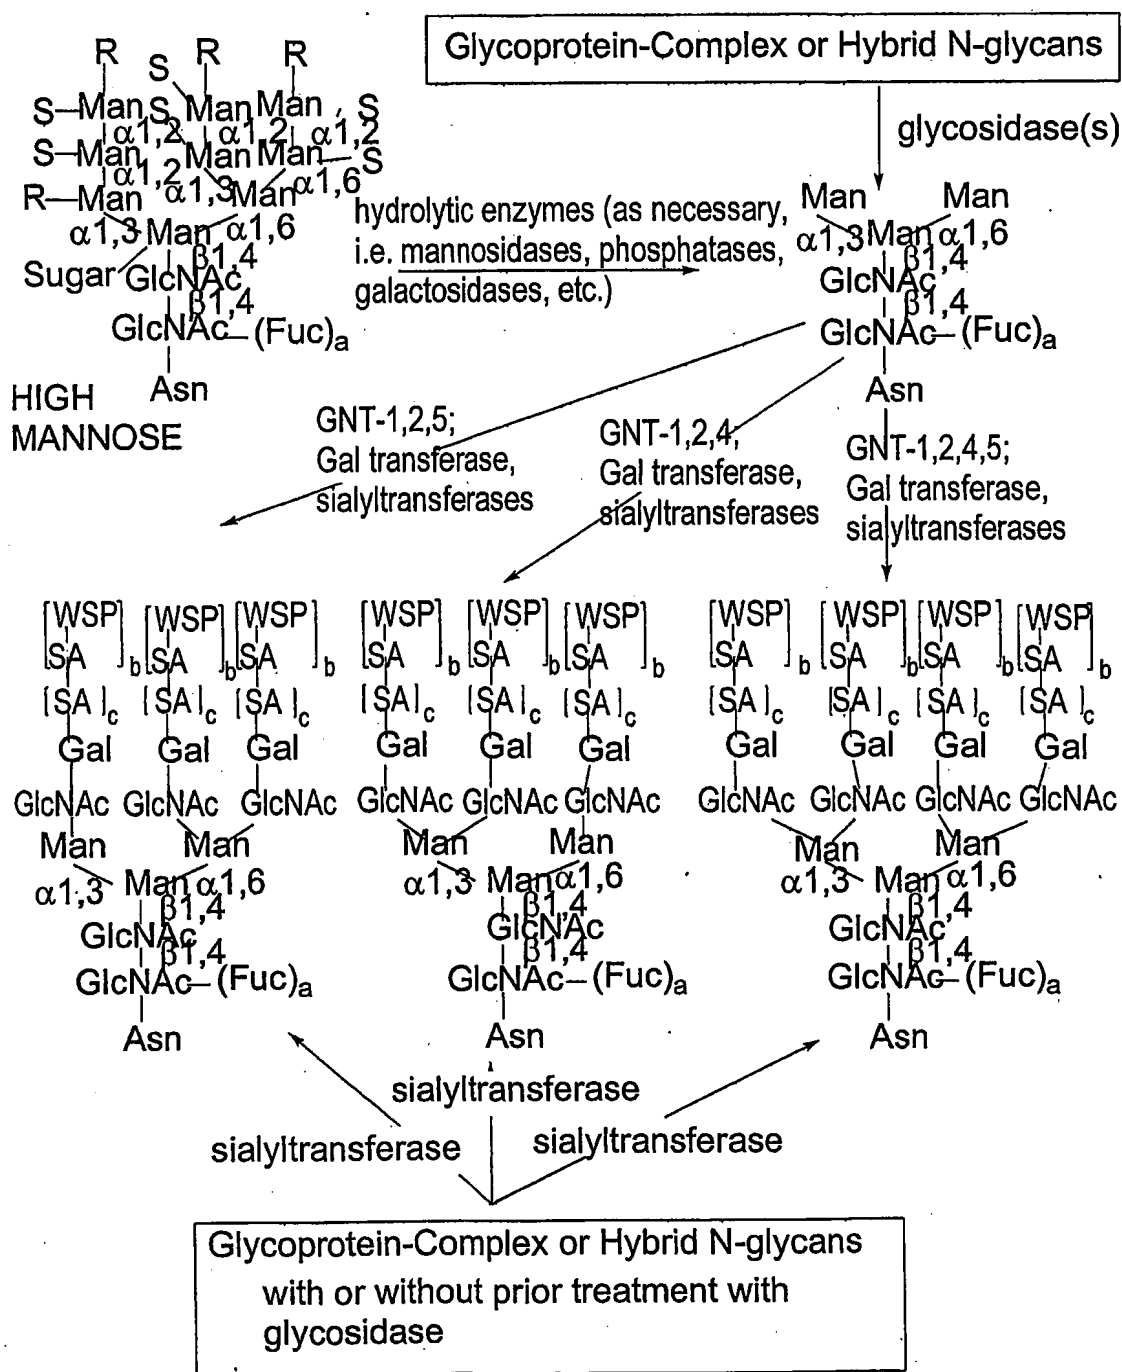 Glycoprotein-Complex or Hybrid N-glycans
glycosidase(s)
R R R
S
S–Man S Man Man S
α1,2 α1,2 α1,2
S–Man Man Man S
α1,2 α1,3 α1,6
R–Man Man
α1,3 Man α1,6
β1,4
Sugar GlcNAc
β1,4
GlcNAc–(Fuc)a
Asn
HIGH
MANNOSE
hydrolytic enzymes (as necessary,
i.e. mannosidases, phosphatases,
galactosidases, etc.)
Man Man
α1,3 Man α1,6
β1,4
GlcNAc
β1,4
GlcNAc–(Fuc)a
Asn
GNT-1,2,5;
Gal transferase,
sialyltransferases
GNT-1,2,4;
Gal transferase,
sialyltransferases
GNT-1,2,4,5;
Gal transferase,
sialyltransferases
[WSP [WSP [WSP [WSP [WSP [WSP [WSP [WSP [WSP [WSP
SA]b SA]b SA]b SA]b SA]b SA]b SA]b SA]b SA]b SA]b
[SA]c [SA]c [SA]c [SA]c [SA]c [SA]c [SA]c [SA]c [SA]c [SA]c
Gal Gal Gal Gal Gal Gal Gal Gal Gal Gal
GlcNAc GlcNAc GlcNAc GlcNAc GlcNAc GlcNAc GlcNAc GlcNAc GlcNAc GlcNAc
Man Man Man Man Man Man
α1,3 Man α1,6 α1,3 Man α1,6 α1,3 Man α1,6
β1,4 β1,4 β1,4
GlcNAc GlcNAc GlcNAc
β1,4 β1,4 β1,4
GlcNAc–(Fuc)a GlcNAc–(Fuc)a GlcNAc–(Fuc)a
Asn Asn Asn
sialyltransferase
sialyltransferase sialyltransferase
Glycoprotein-Complex or Hybrid N-glycans
with or without prior treatment with
glycosidase